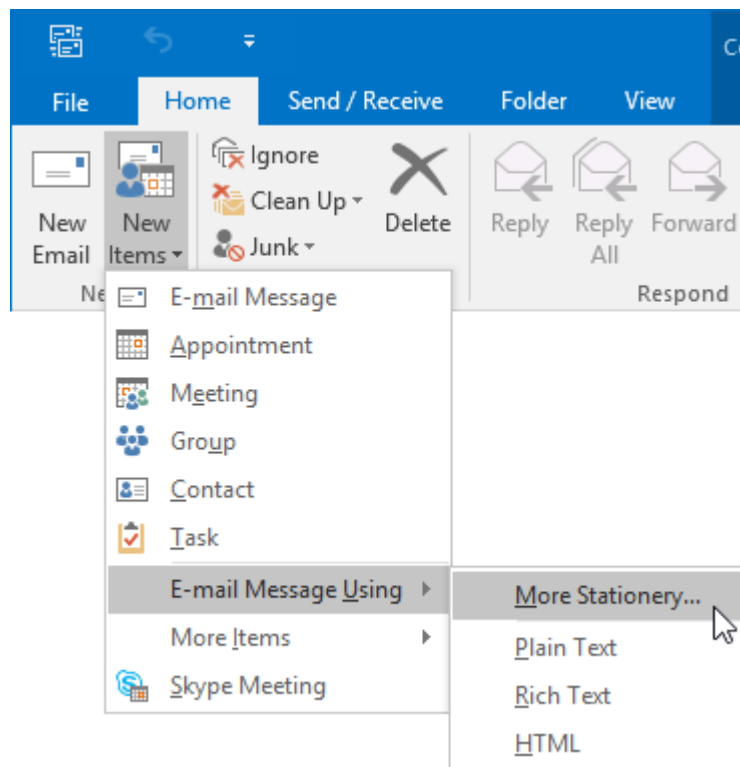 File Home Send / Receive Folder View
Ignore
Clean Up
Junk
New Email
New Items
Delete
Reply
Reply All
Forward
Respond
E-mail Message
Appointment
Meeting
Group
Contact
Task
E-mail Message Using
More Items
Skype Meeting
More Stationery...
Plain Text
Rich Text
HTML